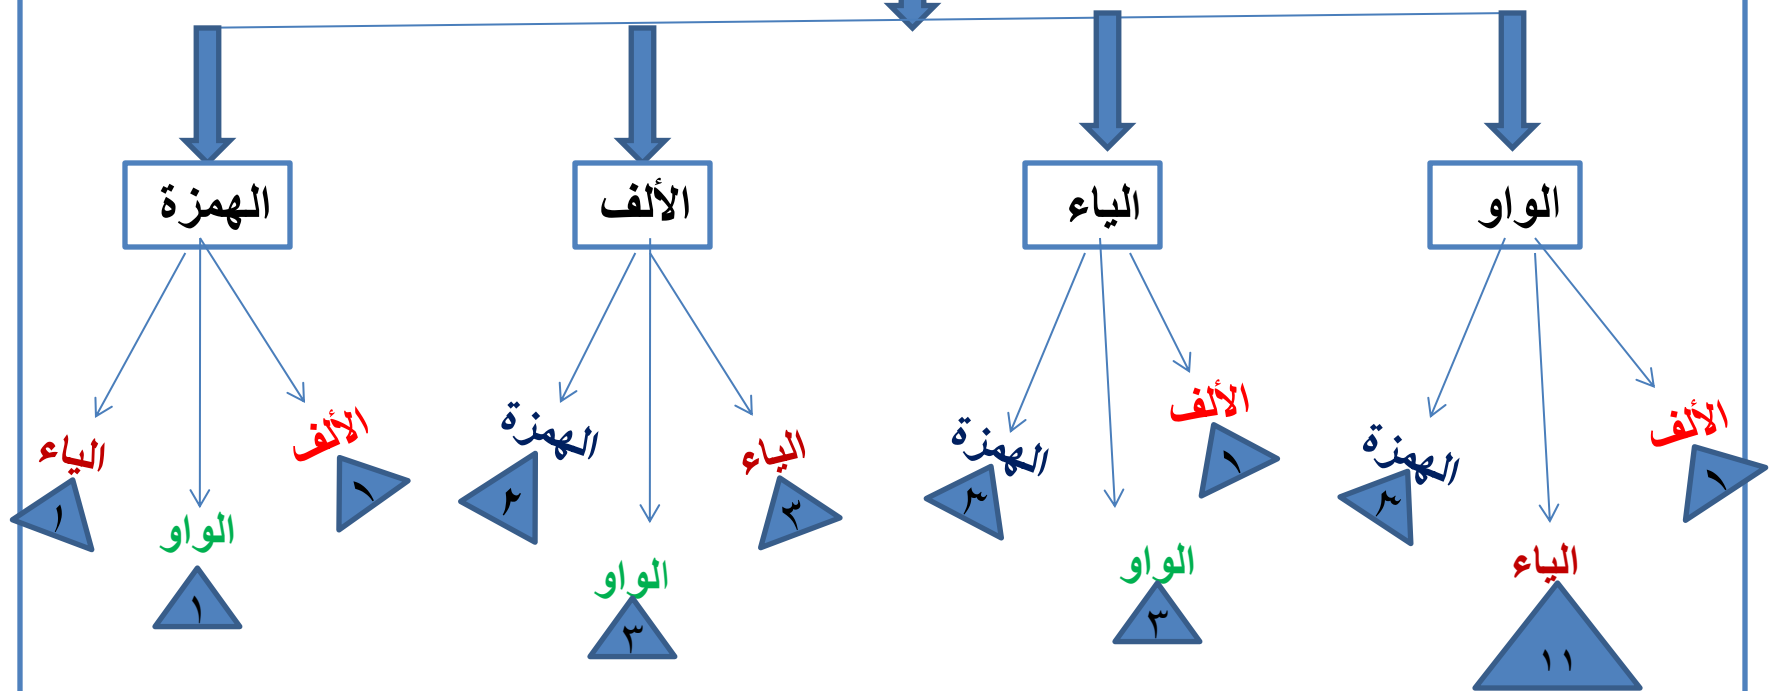 الواو
الياء
الألف
الهمزة
الألف
١
الياء
١١
الهمزة
٣
الألف
١
الواو
٣
الهمزة
٣
الياء
٣
الواو
٣
الهمزة
٢
الألف
١
الواو
١
الياء
١